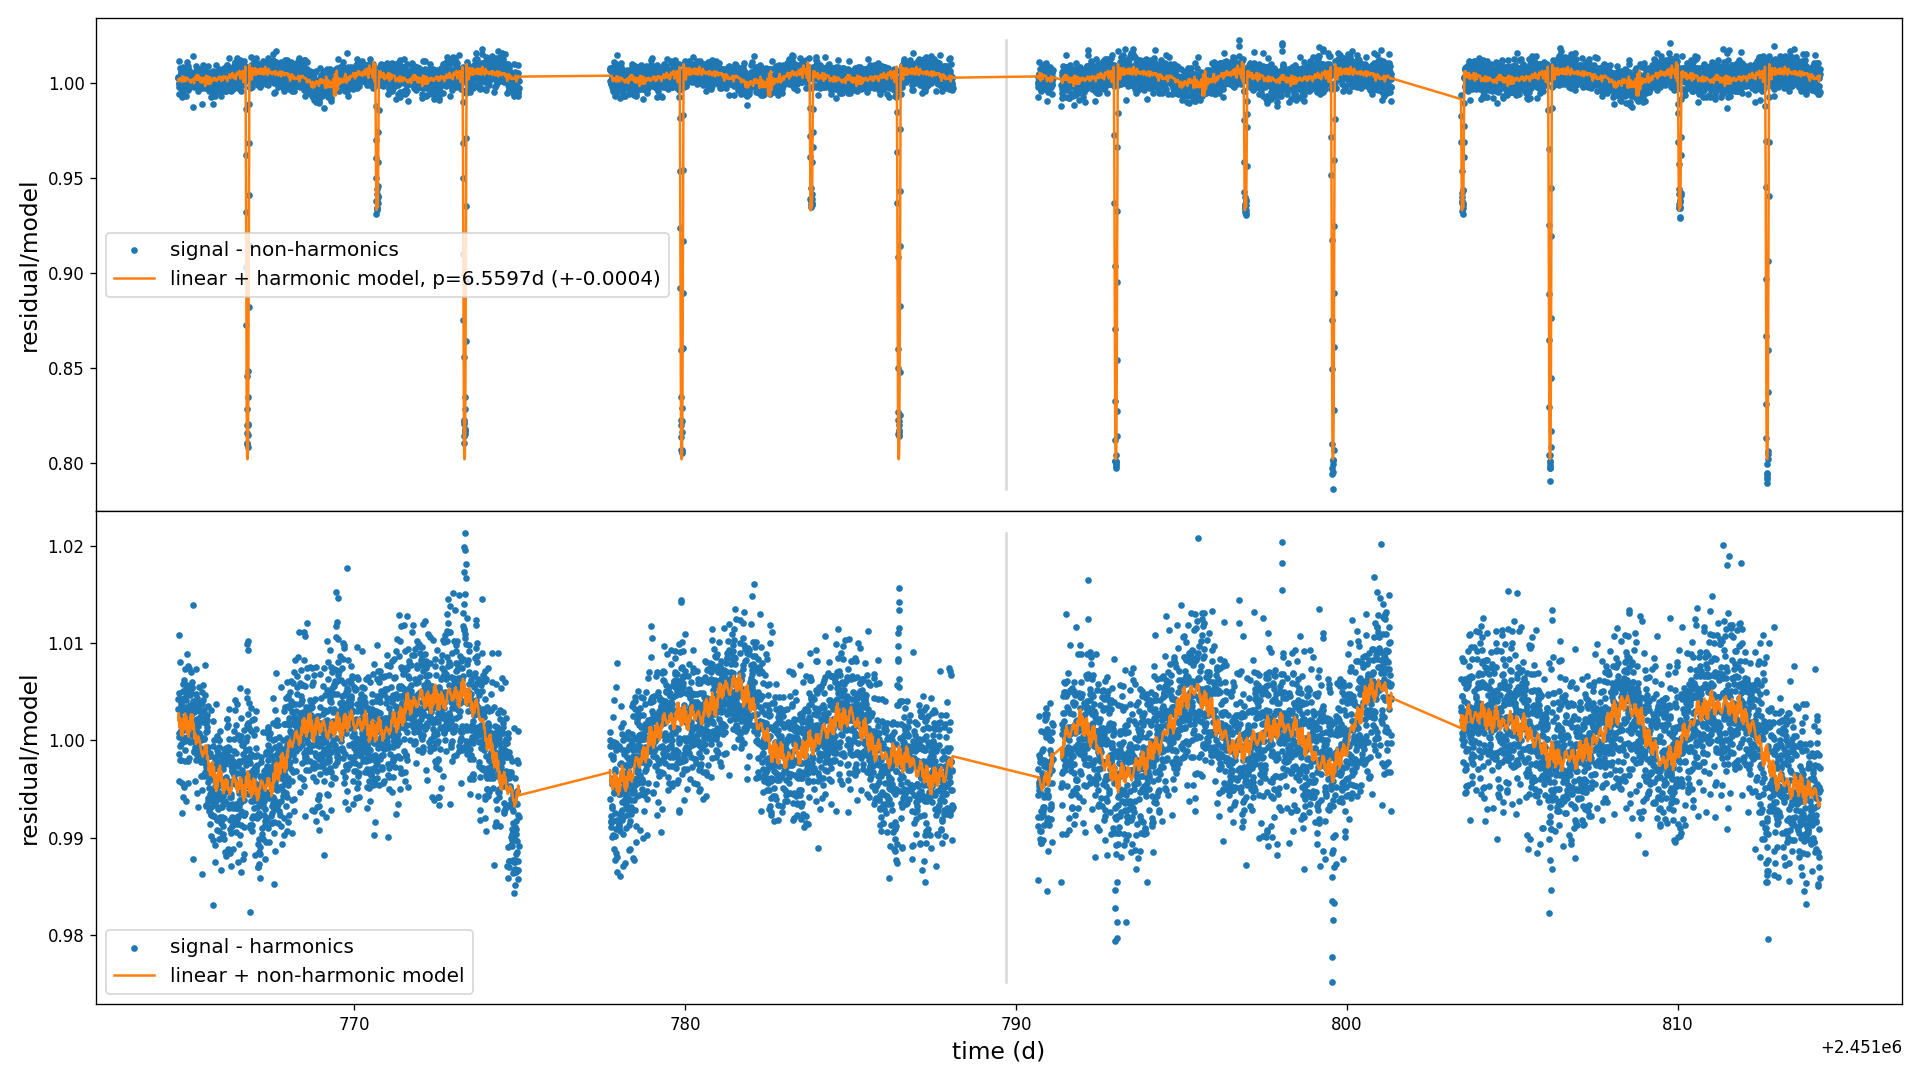 1.00
0.95
0.90
0.85
0.80
residual/model
signal - non-harmonics
linear + harmonic model, p=6.5597d (+-0.0004)
1.02
1.01
1.00
0.99
0.98
residual/model
signal - harmonics
linear + non-harmonic model
770
780
790
800
810
time (d)
+2.451e6